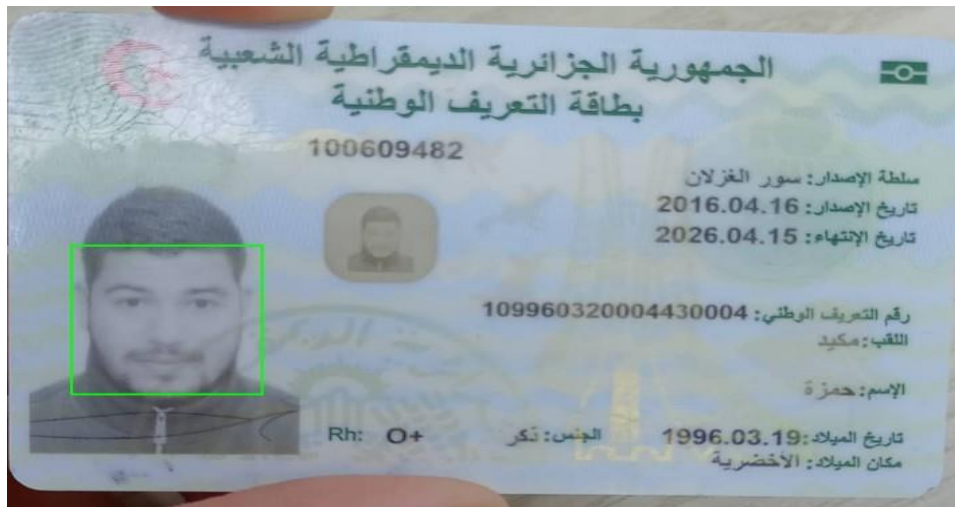 الجمهورية الجزائرية الديمقراطية الشعبية
بطاقة التعريف الوطنية
100609482
سلطة الإصدار: سور الغزلان
تاريخ الإصدار: 2016.04.16
تاريخ الإنتهاء: 2026.04.15
رقم التعريف الوطني: 109960320004430004
اللقب: مكيد
الإسم: حمزة
تاريخ الميلاد: 1996.03.19 الجنس: ذكر Rh: O+
مكان الميلاد: الأخضرية